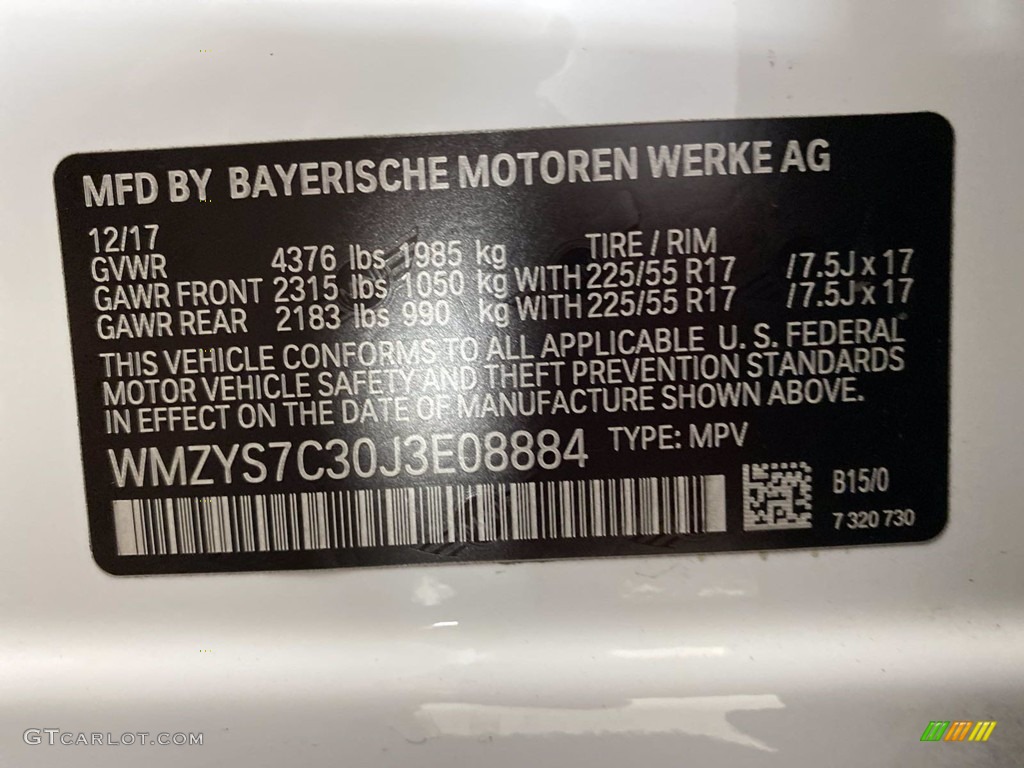 MFD BY BAYERISCHE MOTOREN WERKE AG
12/17 TIRE / RIM
GVWR 4376 lbs 1985 kg
GAWR FRONT 2315 lbs 1050 kg WITH 225/55 R17 /7.5J x 17
GAWR REAR 2183 lbs 990 kg WITH 225/55 R17 /7.5J x 17
THIS VEHICLE CONFORMS TO ALL APPLICABLE U. S. FEDERAL
MOTOR VEHICLE SAFETY AND THEFT PREVENTION STANDARDS
IN EFFECT ON THE DATE OF MANUFACTURE SHOWN ABOVE.
WMZYS7C30J3E08884 TYPE: MPV
B15/0
7 320 730
GTCARLOT.COM